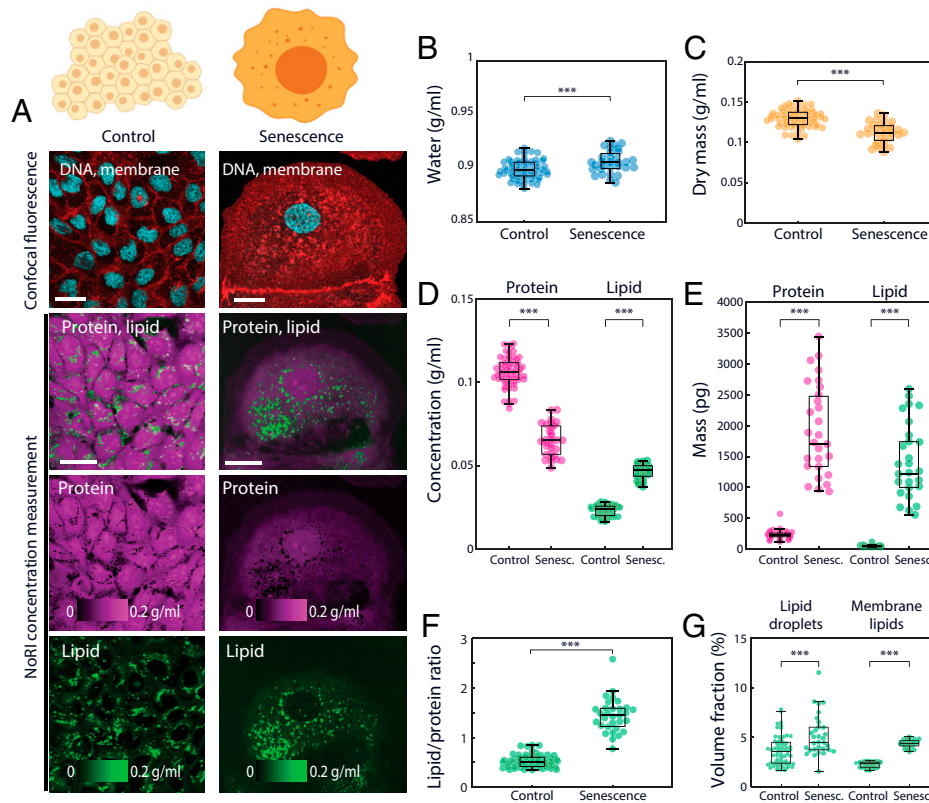 A
Control
Senescence
Confocal fluorescence
DNA, membrane
DNA, membrane
NoRI concentration measurement
Protein, lipid
Protein, lipid
Protein
0
0.2 g/ml
Protein
0
0.2 g/ml
Lipid
0
0.2 g/ml
Lipid
0
0.2 g/ml
B
Water (g/ml)
1
0.95
0.9
0.85
***
Control
Senescence
C
Dry mass (g/ml)
0.2
0.15
0.1
0.05
0
***
Control
Senescence
D
Protein
Lipid
Concentration (g/ml)
0.15
0.1
0.05
0
***
***
Control
Senesc.
Control
Senesc.
E
Protein
Lipid
Mass (pg)
4000
3500
3000
2500
2000
1500
1000
500
0
***
***
Control
Senesc.
Control
Senesc.
F
Lipid/protein ratio
3
2.5
2
1.5
1
0.5
0
***
Control
Senescence
G
Lipid
droplets
Membrane
lipids
Volume fraction (%)
15
10
5
0
***
***
Control
Senesc.
Control
Senesc.